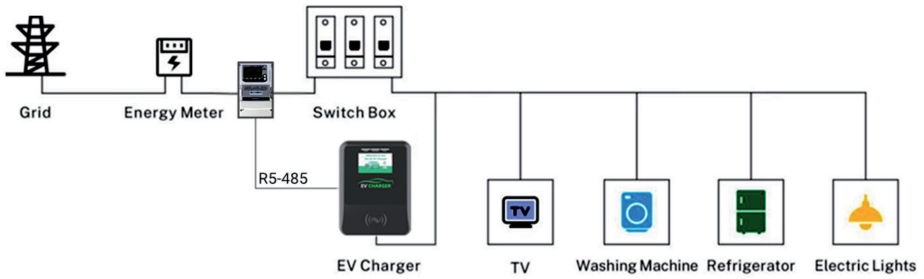 Grid
Energy Meter
Switch Box
R5-485
EV CHARGER
EV Charger
TV
TV
Washing Machine
Refrigerator
Electric Lights